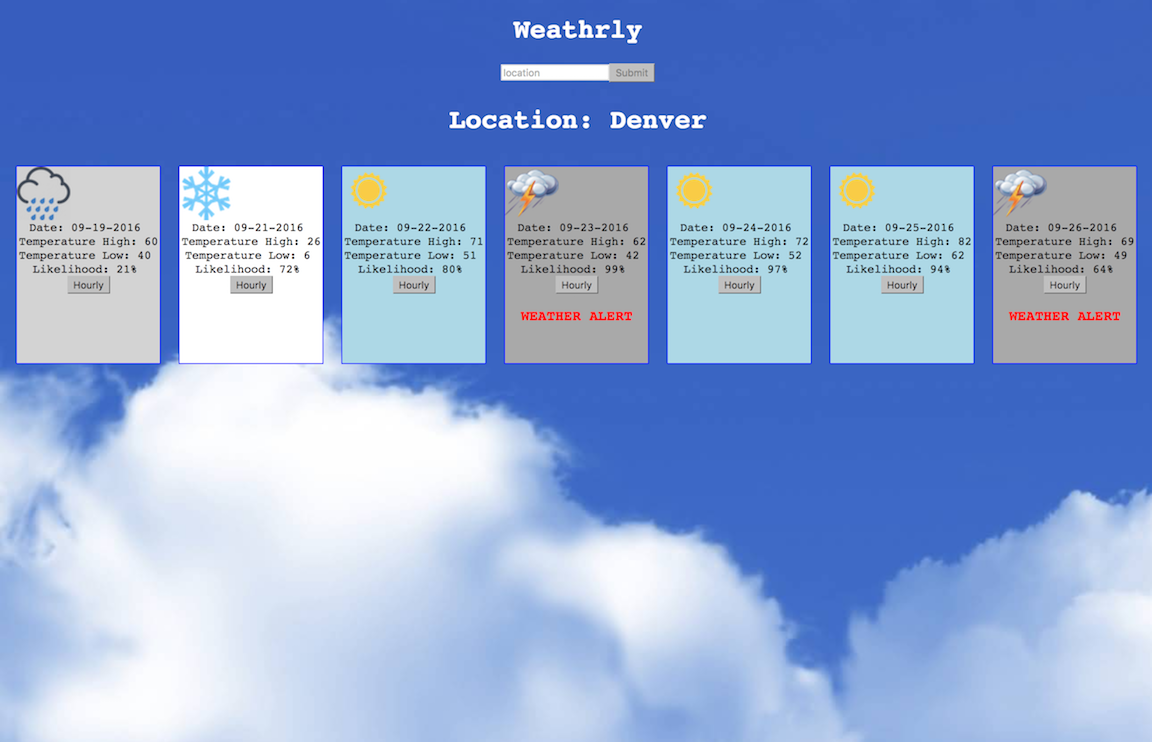 Weathrly
location Submit
Location: Denver
Date: 09-19-2016
Temperature High: 60
Temperature Low: 40
Likelihood: 21%
Hourly
Date: 09-21-2016
Temperature High: 26
Temperature Low: 6
Likelihood: 72%
Hourly
Date: 09-22-2016
Temperature High: 71
Temperature Low: 51
Likelihood: 80%
Hourly
Date: 09-23-2016
Temperature High: 62
Temperature Low: 42
Likelihood: 99%
Hourly
WEATHER ALERT
Date: 09-24-2016
Temperature High: 72
Temperature Low: 52
Likelihood: 97%
Hourly
Date: 09-25-2016
Temperature High: 82
Temperature Low: 62
Likelihood: 94%
Hourly
Date: 09-26-2016
Temperature High: 69
Temperature Low: 49
Likelihood: 64%
Hourly
WEATHER ALERT